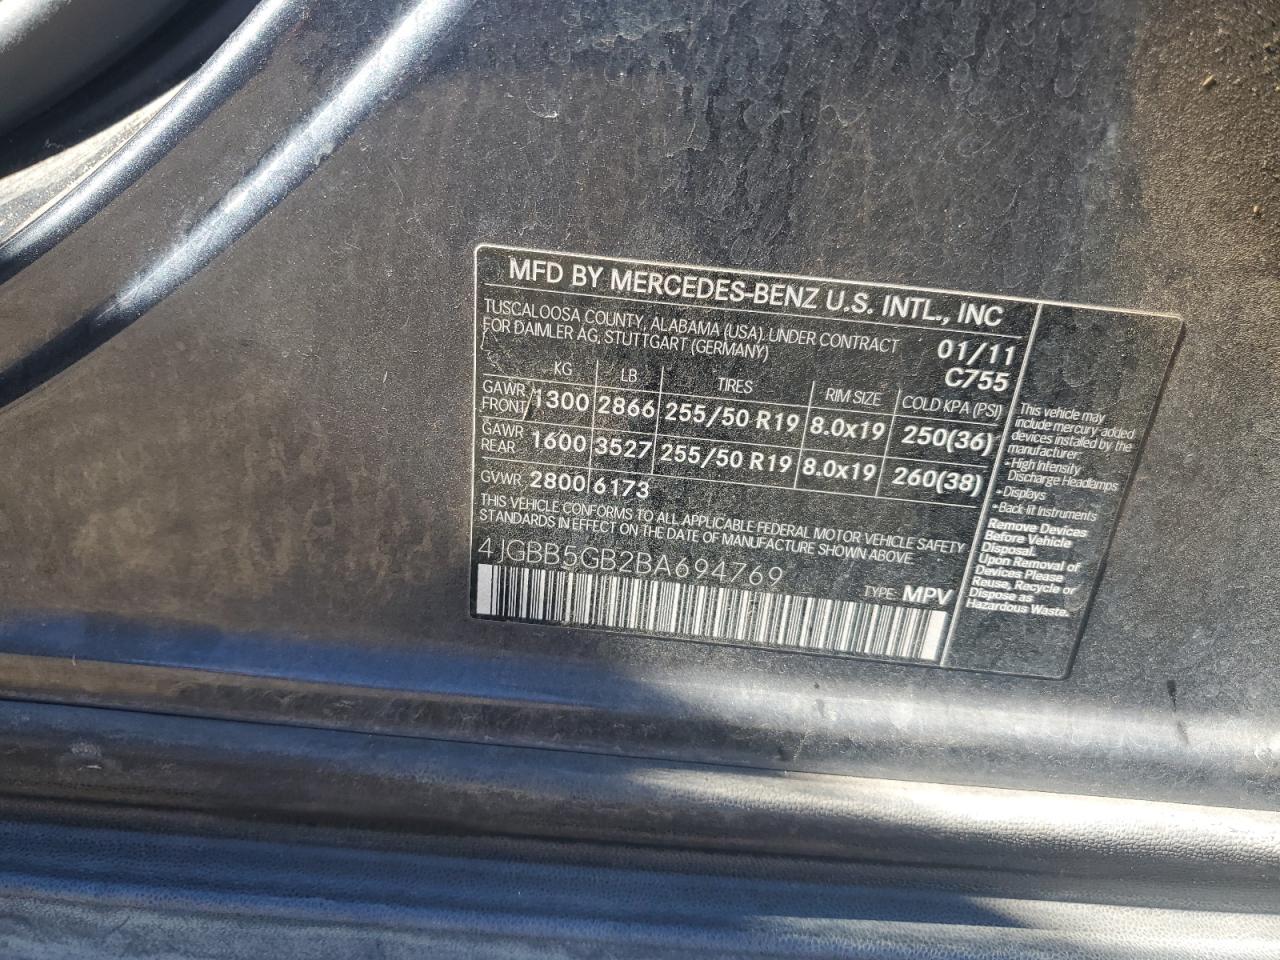 MFD BY MERCEDES-BENZ U.S. INTL., INC
TUSCALOOSA COUNTY, ALABAMA (USA). UNDER CONTRACT
FOR DAIMLER AG, STUTTGART (GERMANY)
01/11
C755
KG LB TIRES RIM SIZE COLD KPA (PSI)
GAWR FRONT 1300 2866 255/50 R19 8.0x19 250(36)
GAWR REAR 1600 3527 255/50 R19 8.0x19 260(38)
GVWR 2800 6173
THIS VEHICLE CONFORMS TO ALL APPLICABLE FEDERAL MOTOR VEHICLE SAFETY
STANDARDS IN EFFECT ON THE DATE OF MANUFACTURE SHOWN ABOVE.
4JGBB5GB2BA694769
TYPE: MPV
This vehicle may
include mercury-added
devices installed by the
manufacturer:
• High Intensity
Discharge Headlamps
• Displays
• Back-lit Instruments
Remove Devices
Before Vehicle
Disposal.
Upon Removal of
Devices Please
Reuse, Recycle or
Dispose as
Hazardous Waste.